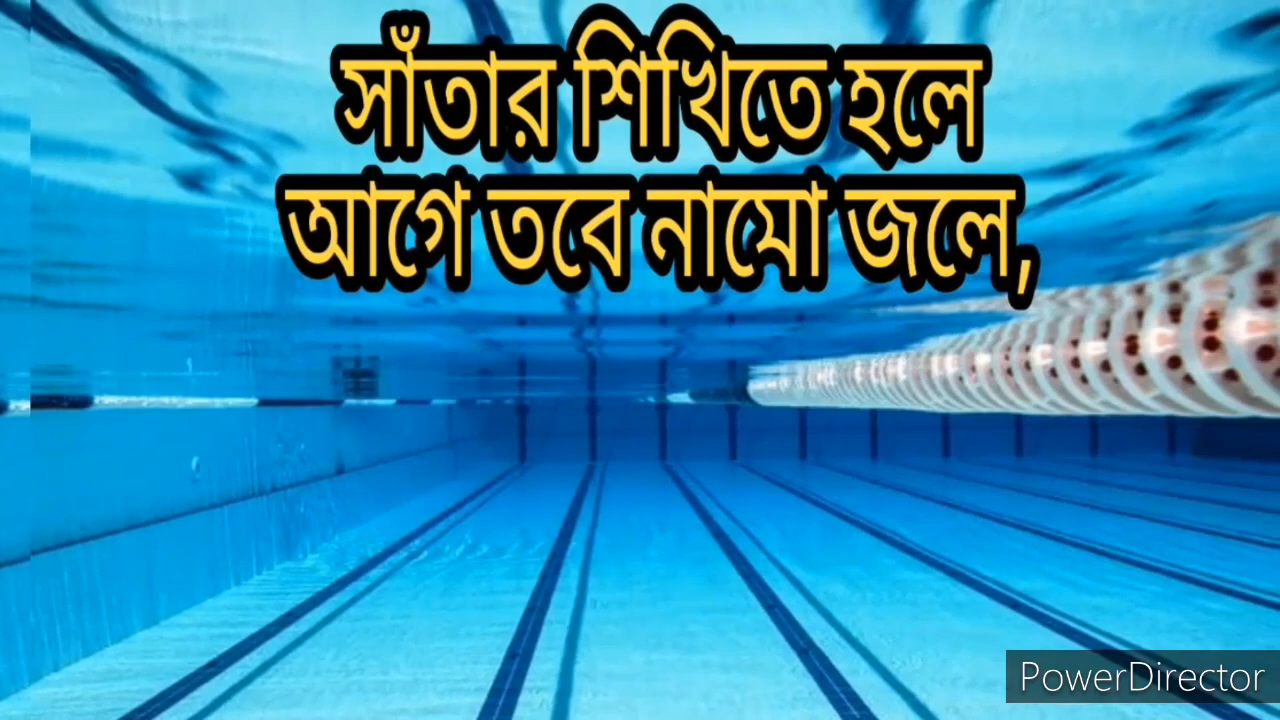 সাঁতার শিখিতে হলে
আগে তবে নামো জলে,
PowerDirector